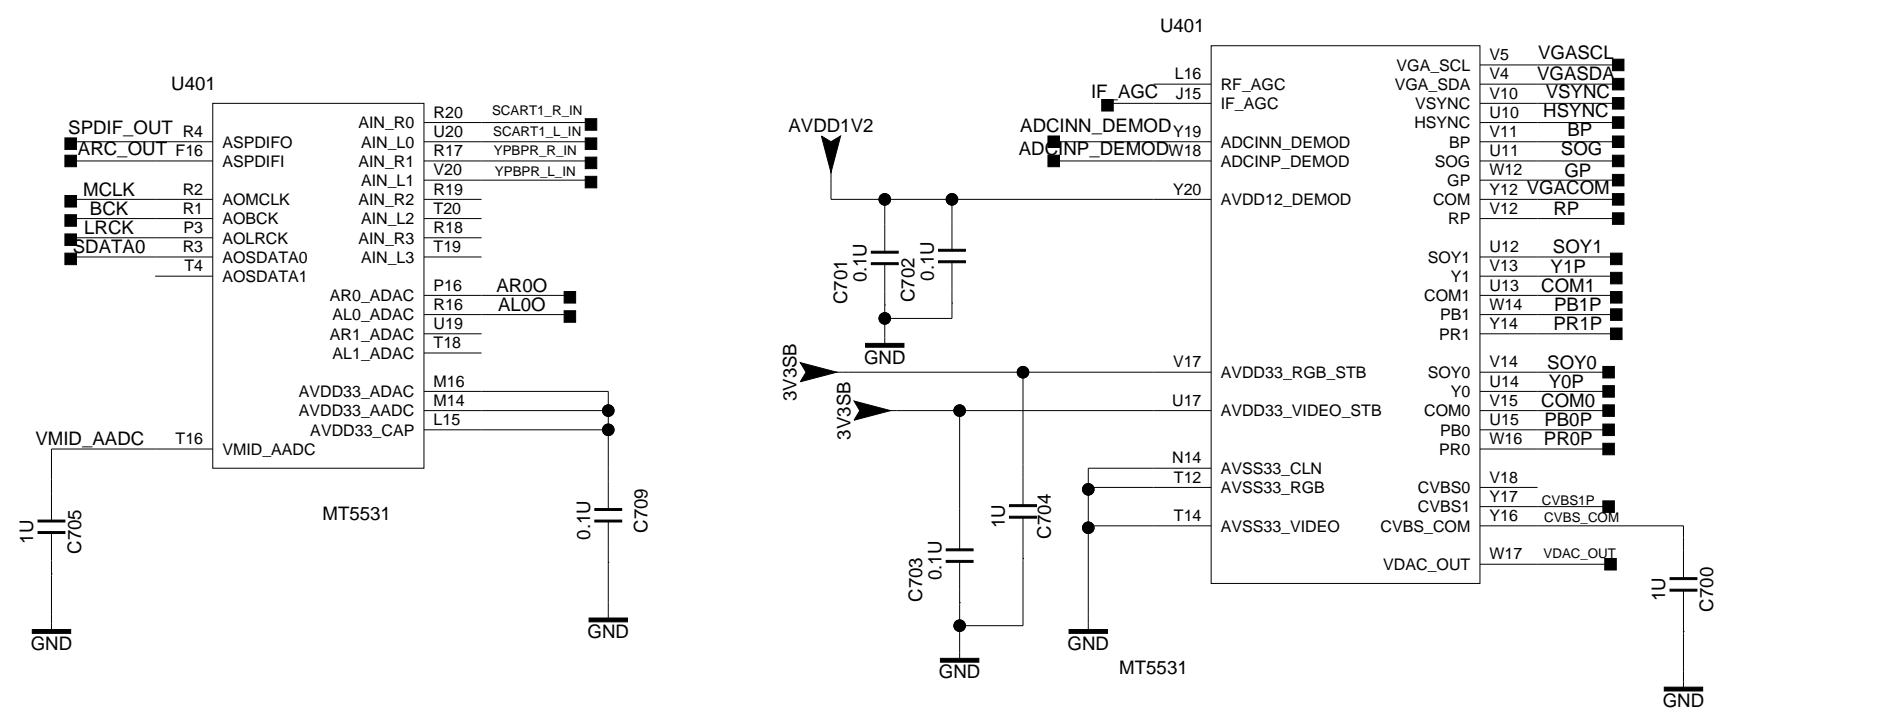 U401
SPDIF_OUT R4 ASPDIFO
ARC_OUT F16 ASPDIFI
MCLK R2 AOMCLK
BCK R1 AOBCK
LRCK P3 AOLRCK
SDATA0 R3 AOSDATA0
T4 AOSDATA1
VMID_AADC T16 VMID_AADC
AIN_R0 R20 SCART1_R_IN
AIN_L0 U20 SCART1_L_IN
AIN_R1 R17 YPBPR_R_IN
AIN_L1 V20 YPBPR_L_IN
AIN_R2 R19
AIN_L2 T20
AIN_R3 R18
AIN_L3 T19
AR0_ADAC P16 AR0O
AL0_ADAC R16 AL0O
AR1_ADAC U19
AL1_ADAC T18
AVDD33_ADAC M16
AVDD33_AADC M14
AVDD33_CAP L15
MT5531
1U
C705
GND
0.1U
C709
GND
U401
L16 RF_AGC
IF_AGC J15 IF_AGC
ADCINN_DEMOD Y19 ADCINN_DEMOD
ADCINP_DEMOD W18 ADCINP_DEMOD
AVDD1V2
Y20 AVDD12_DEMOD
C701
0.1U
C702
0.1U
GND
3V3SB
V17 AVDD33_RGB_STB
3V3SB
U17 AVDD33_VIDEO_STB
N14 AVSS33_CLN
T12 AVSS33_RGB
T14 AVSS33_VIDEO
1U
C704
C703
0.1U
GND
GND
MT5531
VGA_SCL V5 VGASCL
VGA_SDA V4 VGASDA
VSYNC V10 VSYNC
HSYNC U10 HSYNC
BP V11 BP
SOG U11 SOG
GP W12 GP
COM Y12 VGACOM
RP V12 RP
SOY1 U12 SOY1
Y1 V13 Y1P
COM1 U13 COM1
PB1 W14 PB1P
PR1 Y14 PR1P
SOY0 V14 SOY0
Y0 U14 Y0P
COM0 V15 COM0
PB0 U15 PB0P
PR0 W16 PR0P
CVBS0 V18
CVBS1 Y17 CVBS1P
CVBS_COM Y16 CVBS_COM
VDAC_OUT W17 VDAC_OUT
1U
C700
GND